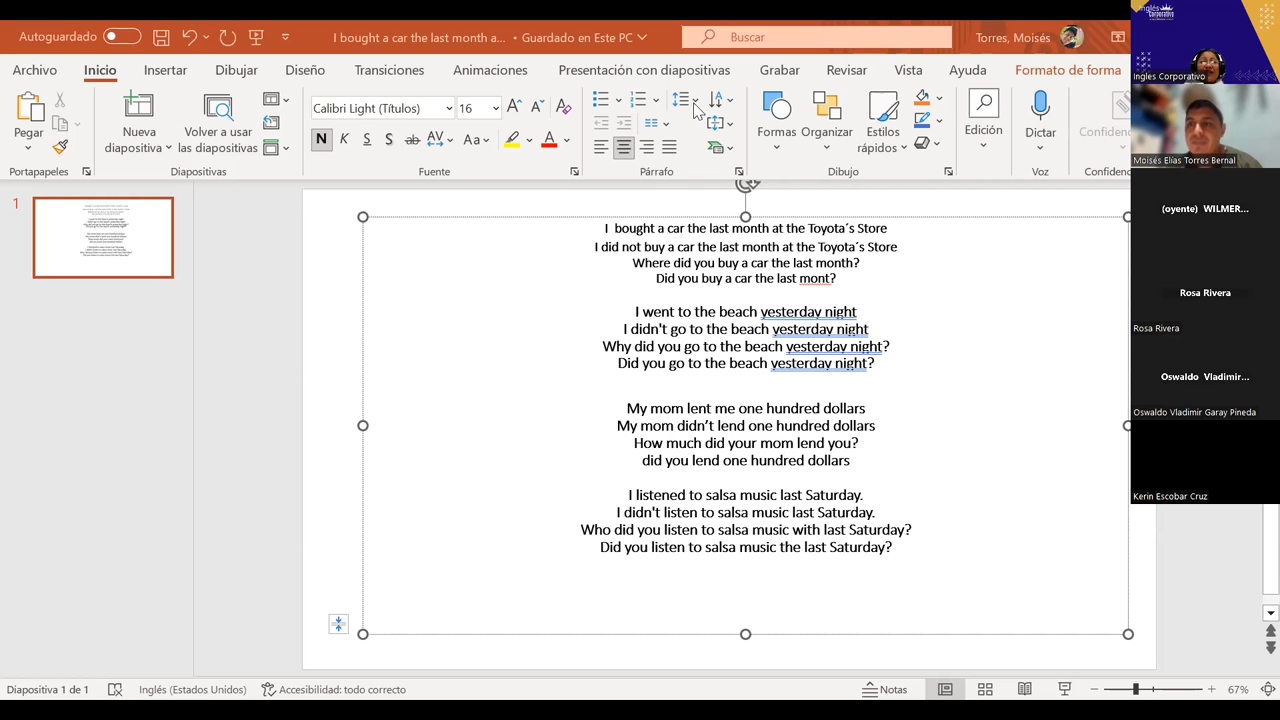 Autoguardado
I bought a car the last month a... • Guardado en Este PC
Buscar
Torres, Moisés
Archivo Inicio Insertar Dibujar Diseño Transiciones Animaciones Presentación con diapositivas Grabar Revisar Vista Ayuda Formato de forma
Pegar
Portapapeles
Nueva diapositiva
Volver a usar las diapositivas
Diapositivas
Calibri Light (Títulos) 16
N K S ab AV Aa A
Fuente
Párrafo
Formas
Organizar
Estilos rápidos
Dibujo
Edición
Dictar
Voz
Confidenc
Confidenc
1
I bought a car the last month at the Toyota´s Store
I did not buy a car the last month at the Toyota´s Store
Where did you buy a car the last month?
Did you buy a car the last mont?
I went to the beach yesterday night
I didn't go to the beach yesterday night
Why did you go to the beach yesterday night?
Did you go to the beach yesterday night?
My mom lent me one hundred dollars
My mom didn’t lend one hundred dollars
How much did your mom lend you?
did you lend one hundred dollars
I listened to salsa music last Saturday.
I didn't listen to salsa music last Saturday.
Who did you listen to salsa music with last Saturday?
Did you listen to salsa music the last Saturday?
Inglés Corporativo
Ingles Corporativo
Moisés Elías Torres Bernal
(oyente) WILMER...
Rosa Rivera
Rosa Rivera
Oswaldo Vladimir...
Oswaldo Vladimir Garay Pineda
Kerin Escobar Cruz
Diapositiva 1 de 1
Inglés (Estados Unidos)
Accesibilidad: todo correcto
Notas
67%